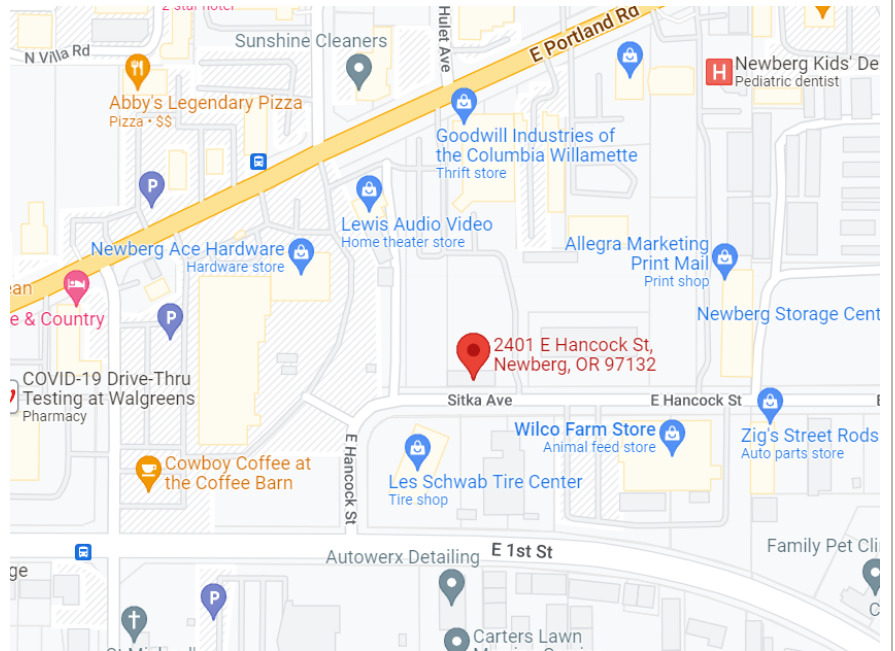 2 star hotel
N Villa Rd
Sunshine Cleaners
Hulet Ave
E Portland Rd
Newberg Kids' De
Pediatric dentist
Abby's Legendary Pizza
Pizza • $$
P
Goodwill Industries of
the Columbia Willamette
Thrift store
H
Lewis Audio Video
Home theater store
Newberg Ace Hardware
Hardware store
Allegra Marketing
Print Mail
Print shop
ean
e & Country
P
Newberg Storage Cent
2401 E Hancock St,
Newberg, OR 97132
COVID-19 Drive-Thru
Testing at Walgreens
Pharmacy
Sitka Ave
E Hancock St
E
Wilco Farm Store
Animal feed store
Zig's Street Rods
Auto parts store
E Hancock St
Cowboy Coffee at
the Coffee Barn
Les Schwab Tire Center
Tire shop
E 1st St
Autowerx Detailing
Family Pet Cli
C
ge
P
Carters Lawn